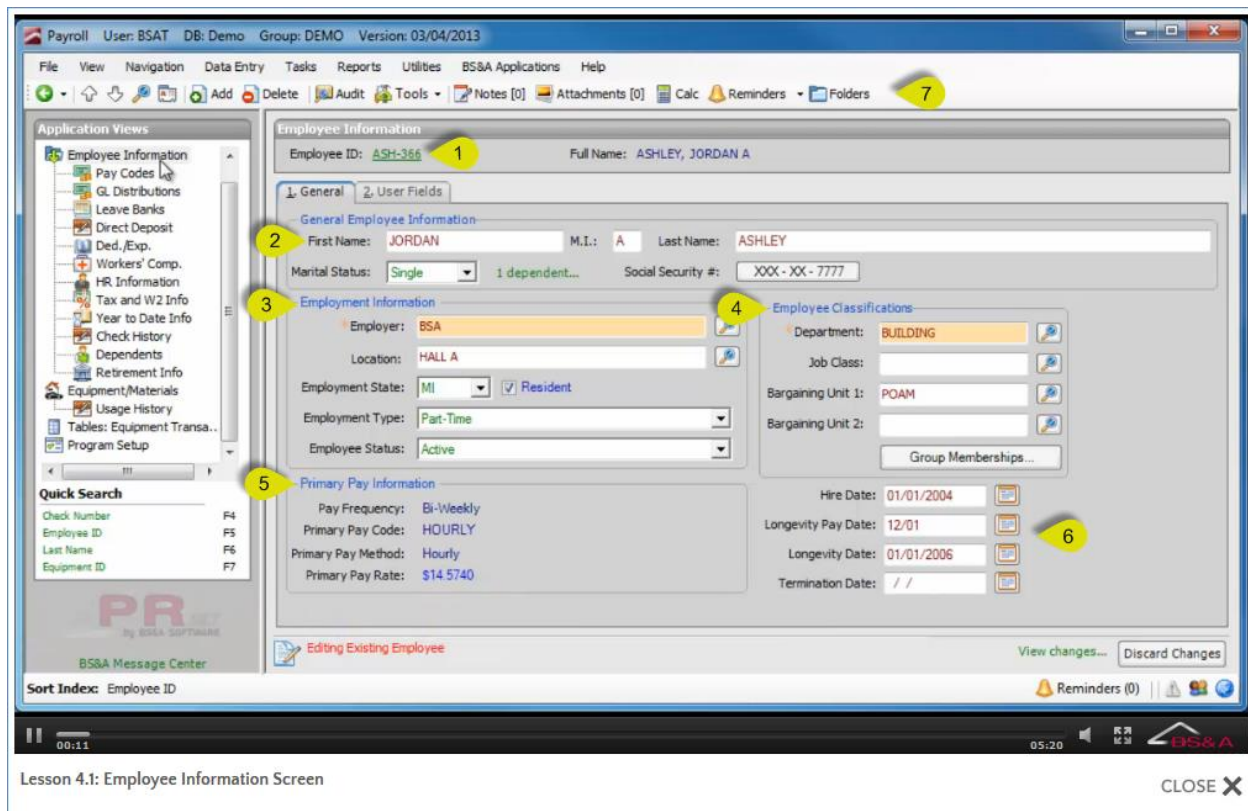 Payroll User: BSAT DB: Demo Group: DEMO Version: 03/04/2013
File View Navigation Data Entry Tasks Reports Utilities BS&A Applications Help
Add Delete Audit Tools Notes [0] Attachments [0] Calc Reminders Folders 7
Application Views
Employee Information
Pay Codes
GL Distributions
Leave Banks
Direct Deposit
Ded./Exp.
Workers' Comp.
HR Information
Tax and W2 Info
Year to Date Info
Check History
Dependents
Retirement Info
Equipment/Materials
Usage History
Tables: Equipment Transa..
Program Setup
Quick Search
Check Number F4
Employee ID F5
Last Name F6
Equipment ID F7
PR.NET
by BS&A SOFTWARE
BS&A Message Center
Employee Information
Employee ID: ASH-366 1 Full Name: ASHLEY, JORDAN A
1. General 2. User Fields
General Employee Information
2 First Name: JORDAN M.I.: A Last Name: ASHLEY
Marital Status: Single 1 dependent... Social Security #: XXX - XX - 7777
3 Employment Information
Employer: BSA
Location: HALL A
Employment State: MI Resident
Employment Type: Part-Time
Employee Status: Active
4 Employee Classifications
Department: BUILDING
Job Class:
Bargaining Unit 1: POAM
Bargaining Unit 2:
Group Memberships...
5 Primary Pay Information
Pay Frequency: Bi-Weekly
Primary Pay Code: HOURLY
Primary Pay Method: Hourly
Primary Pay Rate: $14.5740
Hire Date: 01/01/2004
Longevity Pay Date: 12/01 6
Longevity Date: 01/01/2006
Termination Date: / /
Editing Existing Employee View changes... Discard Changes
Sort Index: Employee ID Reminders (0)
00:11 05:20 BS&A
Lesson 4.1: Employee Information Screen CLOSE X